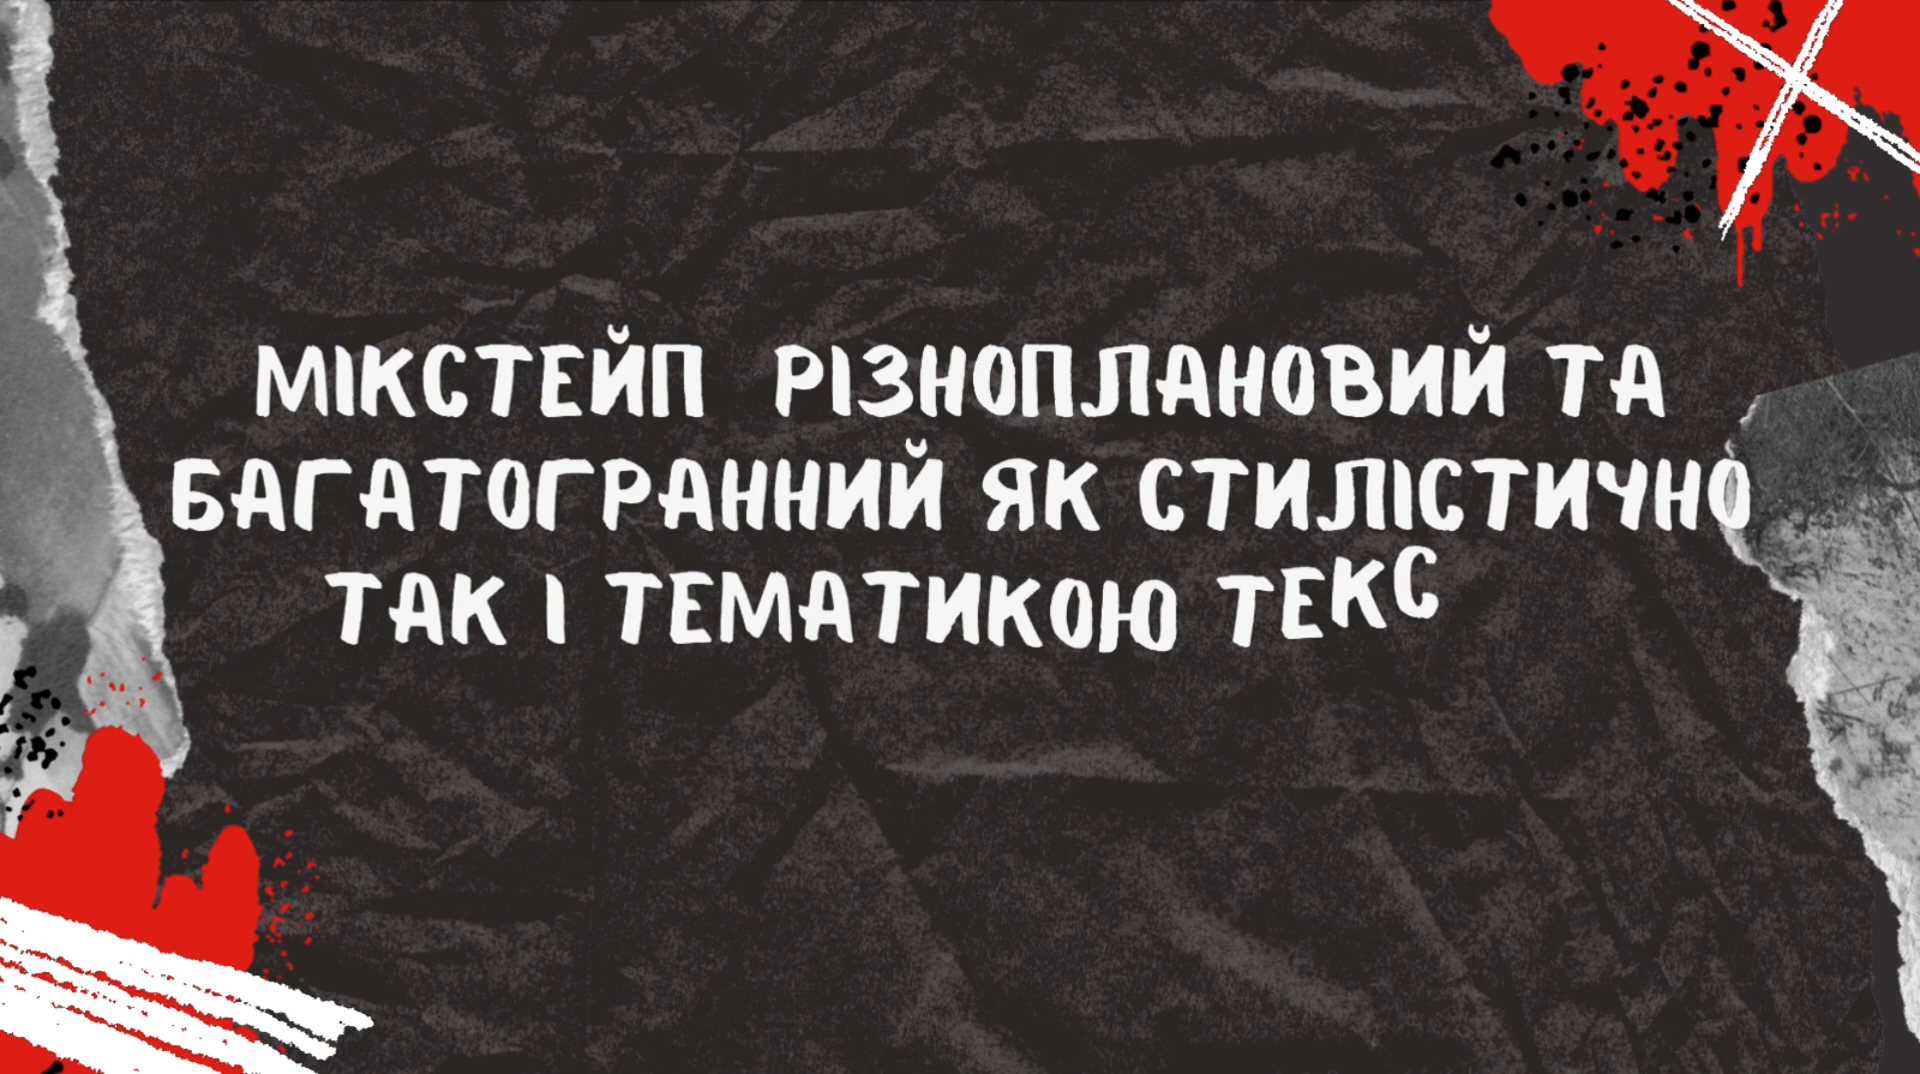 МІКСТЕЙП РІЗНОПЛАНОВИЙ ТА
БАГАТОГРАННИЙ ЯК СТИЛІСТИЧНО
ТАК І ТЕМАТИКОЮ ТЕКС